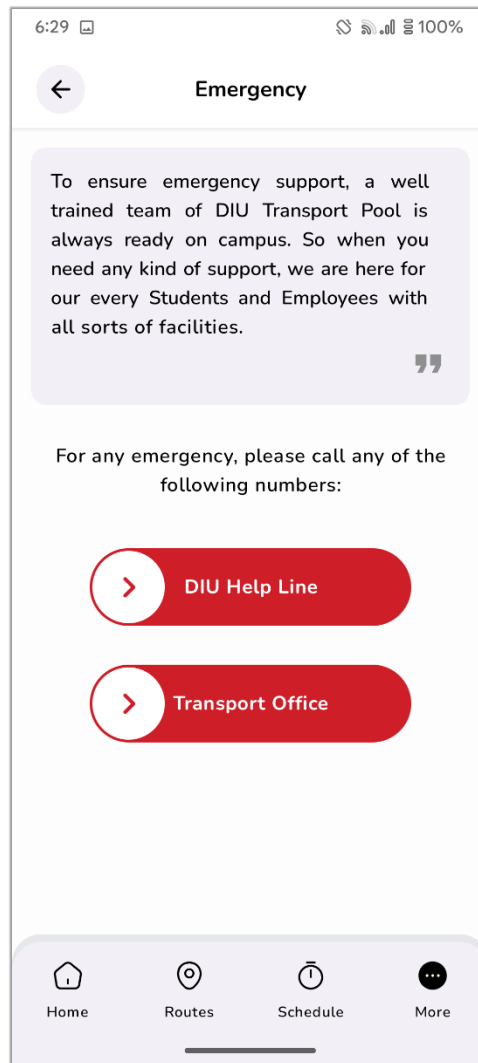 6:29 100%
Emergency
To ensure emergency support, a well
trained team of DIU Transport Pool is
always ready on campus. So when you
need any kind of support, we are here for
our every Students and Employees with
all sorts of facilities.
”
For any emergency, please call any of the
following numbers:
DIU Help Line
Transport Office
Home Routes Schedule More